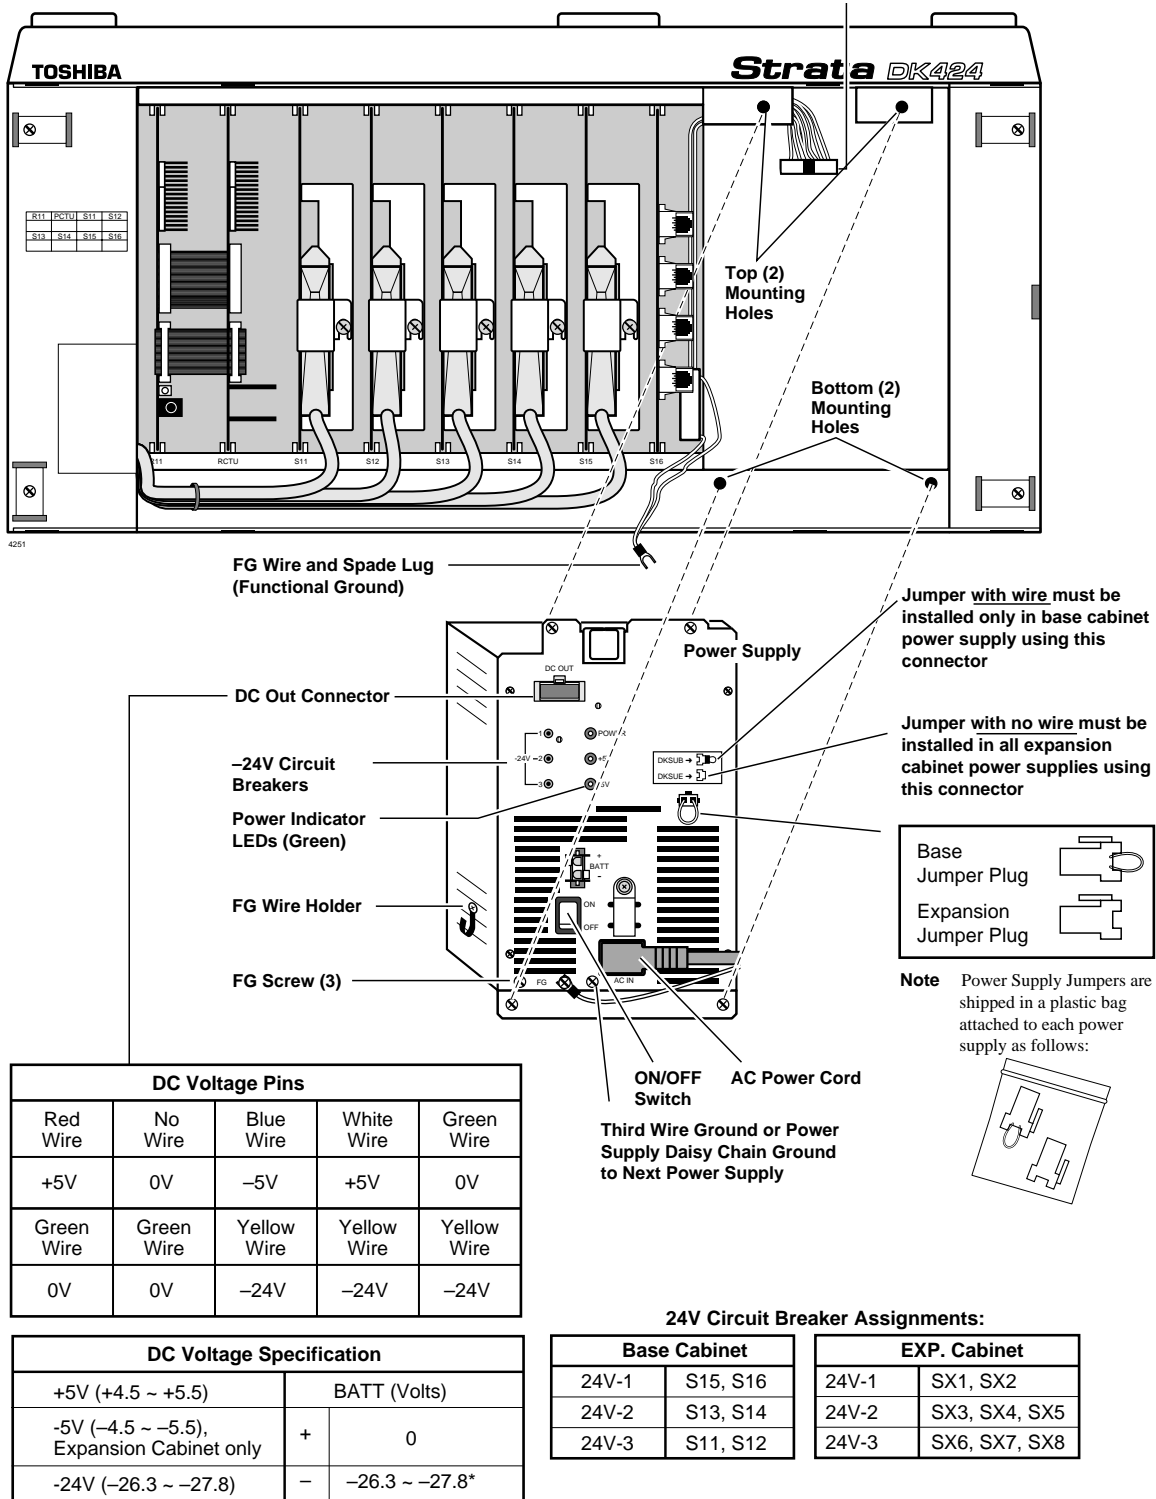 TOSHIBA
Strata DK424
R11 PCTU S11 S12
S13 S14 S15 S16
Top (2)
Mounting
Holes
Bottom (2)
Mounting
Holes
R11 RCTU S11 S12 S13 S14 S15 S16
4251
FG Wire and Spade Lug
(Functional Ground)
Jumper with wire must be
installed only in base cabinet
power supply using this
connector
Power Supply
DC OUT
DC Out Connector
Jumper with no wire must be
installed in all expansion
cabinet power supplies using
this connector
1
POWER
-24V 2
+5V
3
-5V
DKSUB
DKSUE
–24V Circuit
Breakers
Power Indicator
LEDs (Green)
Base
Jumper Plug
Expansion
Jumper Plug
+
BATT
-
ON
OFF
FG Wire Holder
FG Screw (3)
FG
AC IN
Note Power Supply Jumpers are
shipped in a plastic bag
attached to each power
supply as follows:
ON/OFF
Switch
AC Power Cord
Third Wire Ground or Power
Supply Daisy Chain Ground
to Next Power Supply
DC Voltage Pins
Red Wire No Wire Blue Wire White Wire Green Wire
+5V 0V –5V +5V 0V
Green Wire Green Wire Yellow Wire Yellow Wire Yellow Wire
0V 0V –24V –24V –24V
DC Voltage Specification
+5V (+4.5 ~ +5.5) BATT (Volts)
-5V (–4.5 ~ –5.5),
Expansion Cabinet only + 0
-24V (–26.3 ~ –27.8) – –26.3 ~ –27.8*
24V Circuit Breaker Assignments:
Base Cabinet
24V-1 S15, S16
24V-2 S13, S14
24V-3 S11, S12
EXP. Cabinet
24V-1 SX1, SX2
24V-2 SX3, SX4, SX5
24V-3 SX6, SX7, SX8